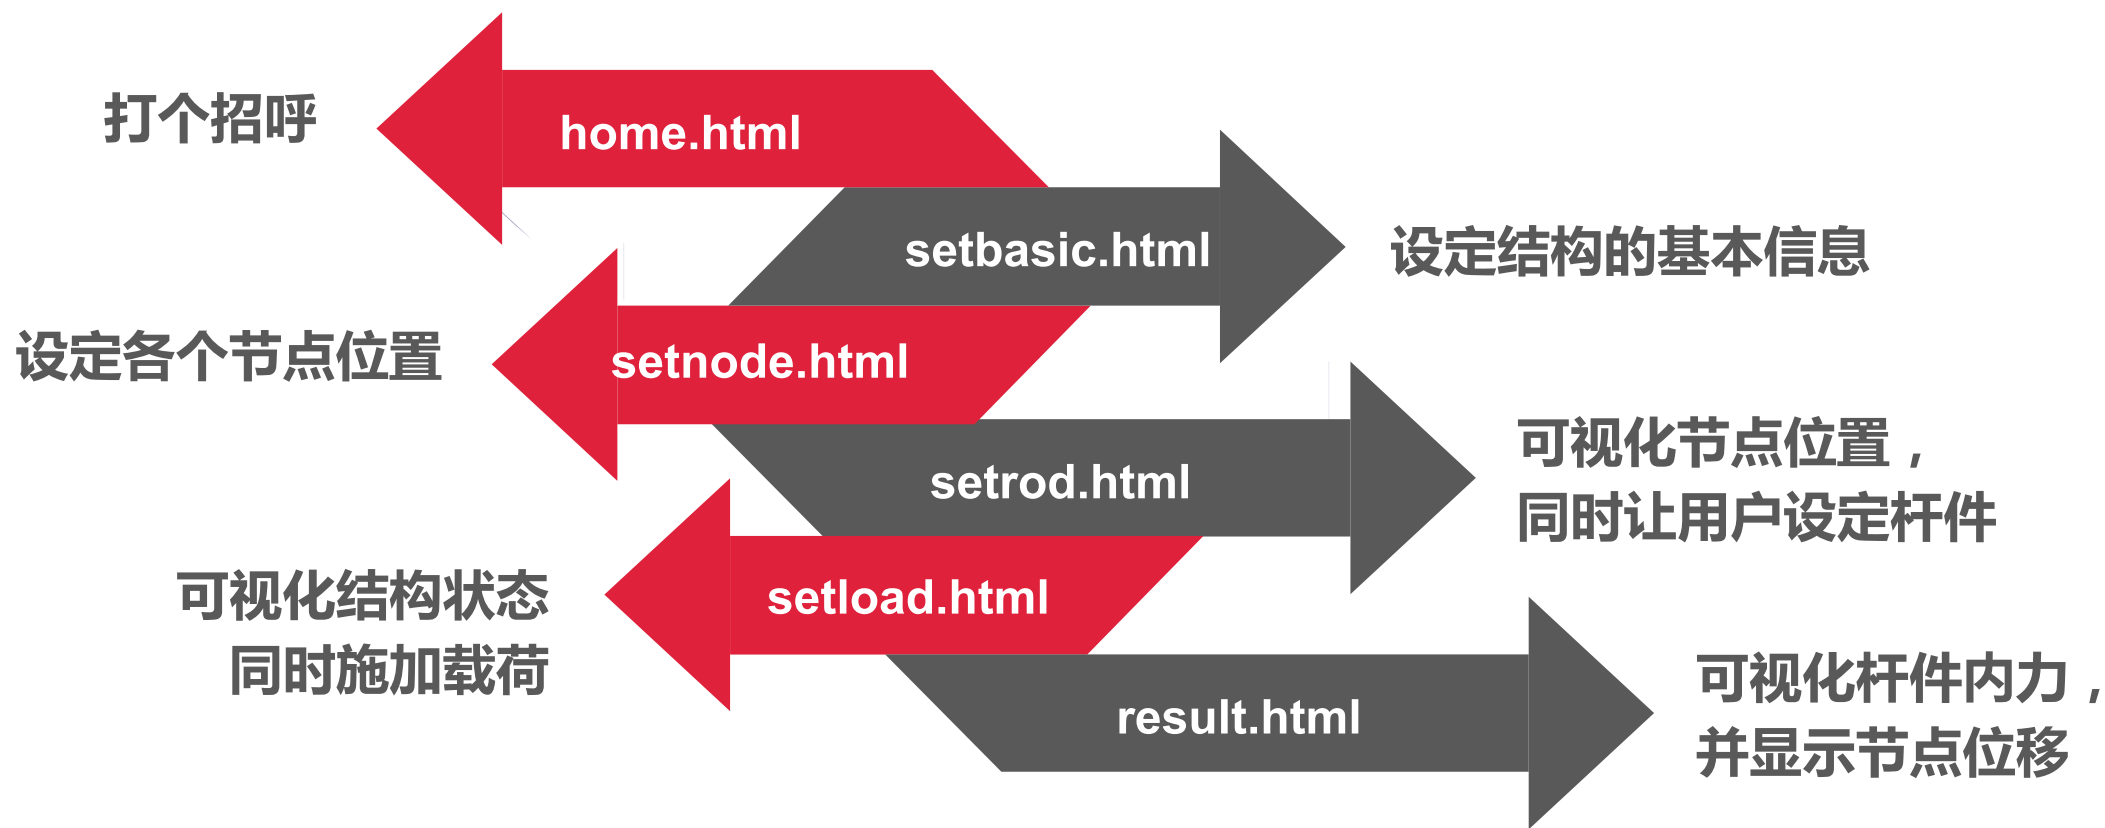 打个招呼
home.html
setbasic.html
设定结构的基本信息
设定各个节点位置
setnode.html
setrod.html
可视化节点位置，
同时让用户设定杆件
可视化结构状态
同时施加载荷
setload.html
result.html
可视化杆件内力，
并显示节点位移